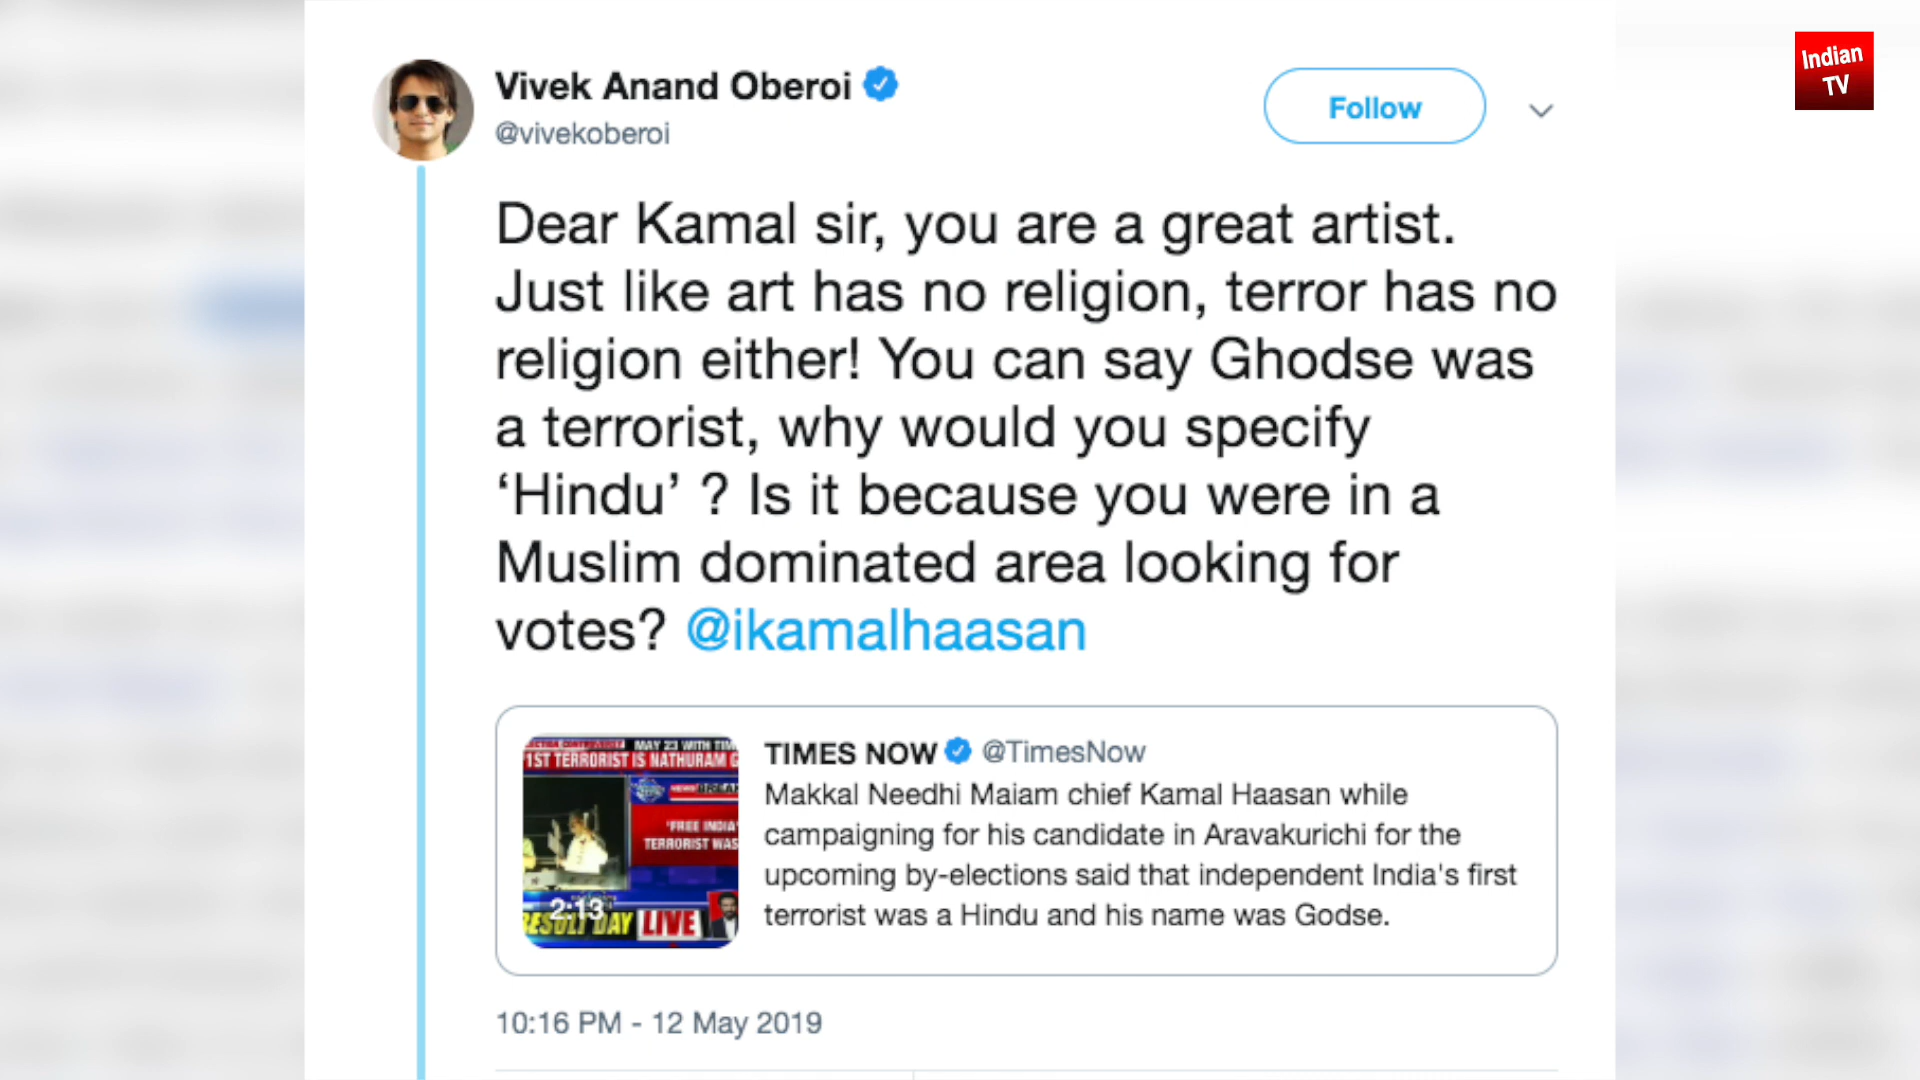 Indian
TV
Vivek Anand Oberoi
@vivekoberoi
Follow
Dear Kamal sir, you are a great artist.
Just like art has no religion, terror has no
religion either! You can say Ghodse was
a terrorist, why would you specify
‘Hindu’ ? Is it because you were in a
Muslim dominated area looking for
votes? @ikamalhaasan
MAY 23 WITH TIM
1ST TERRORIST IS NATHURAM G
'FREE INDIA'
TERRORIST WAS
2:13
DAY LIVE
TIMES NOW @TimesNow
Makkal Needhi Maiam chief Kamal Haasan while
campaigning for his candidate in Aravakurichi for the
upcoming by-elections said that independent India's first
terrorist was a Hindu and his name was Godse.
10:16 PM - 12 May 2019